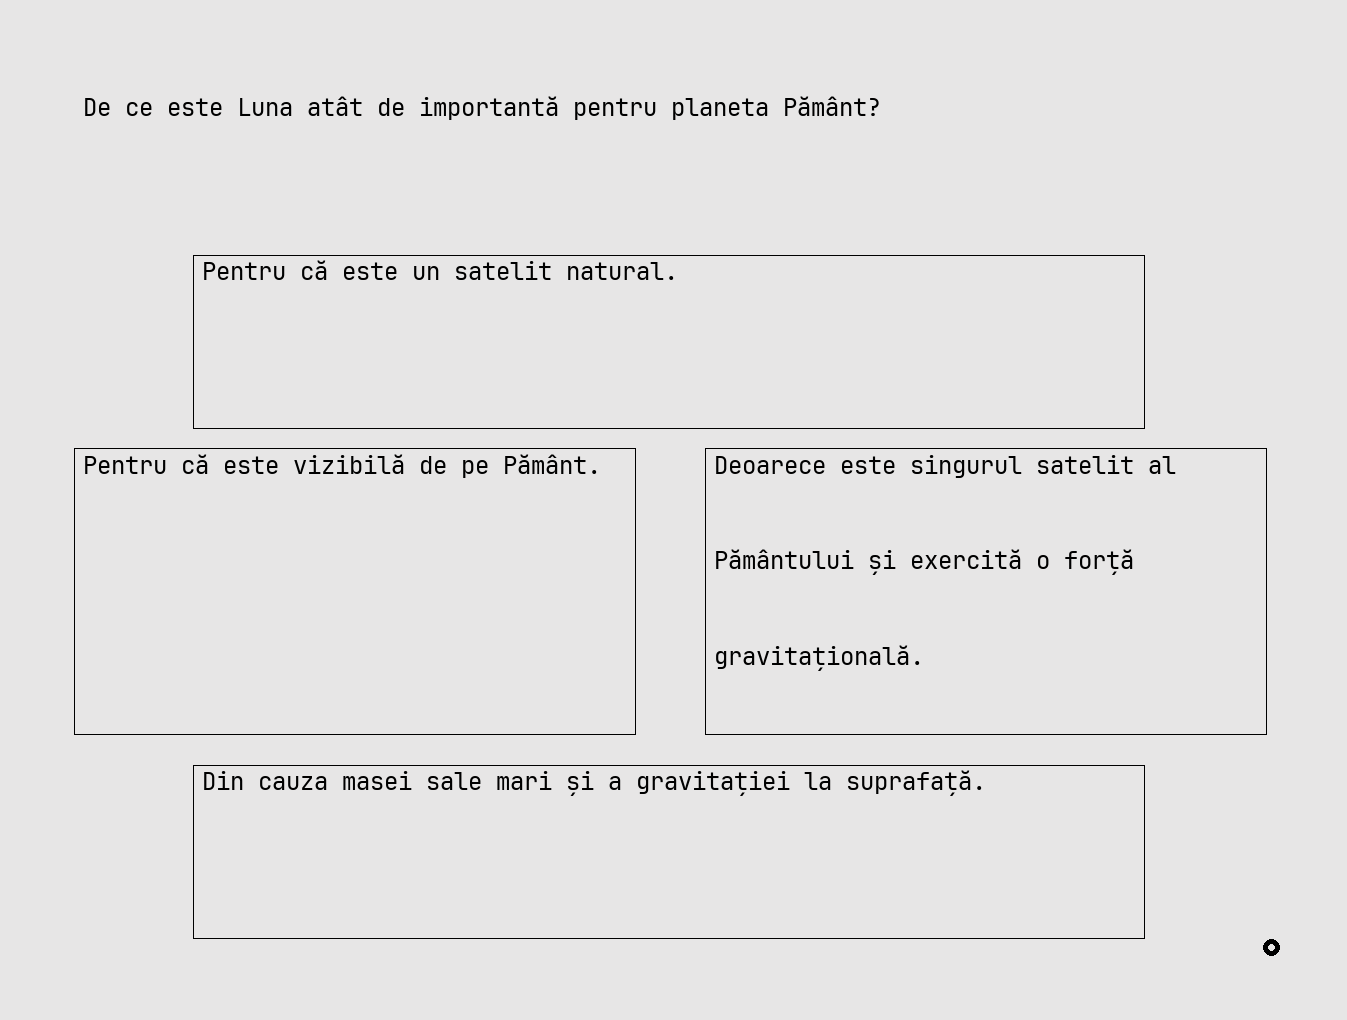 De ce este Luna atât de importantă pentru planeta Pământ?
Pentru că este un satelit natural.
Pentru că este vizibilă de pe Pământ.
Deoarece este singurul satelit al
Pământului și exercită o forță
gravitațională.
Din cauza masei sale mari și a gravitației la suprafață.